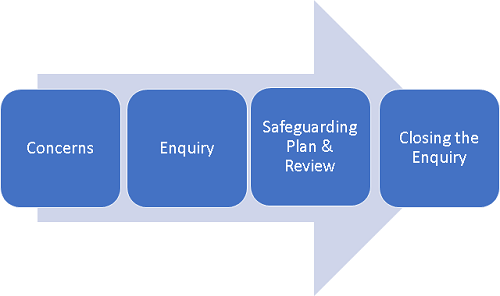 Concerns
Enquiry
Safeguarding
Plan &
Review
Closing the
Enquiry